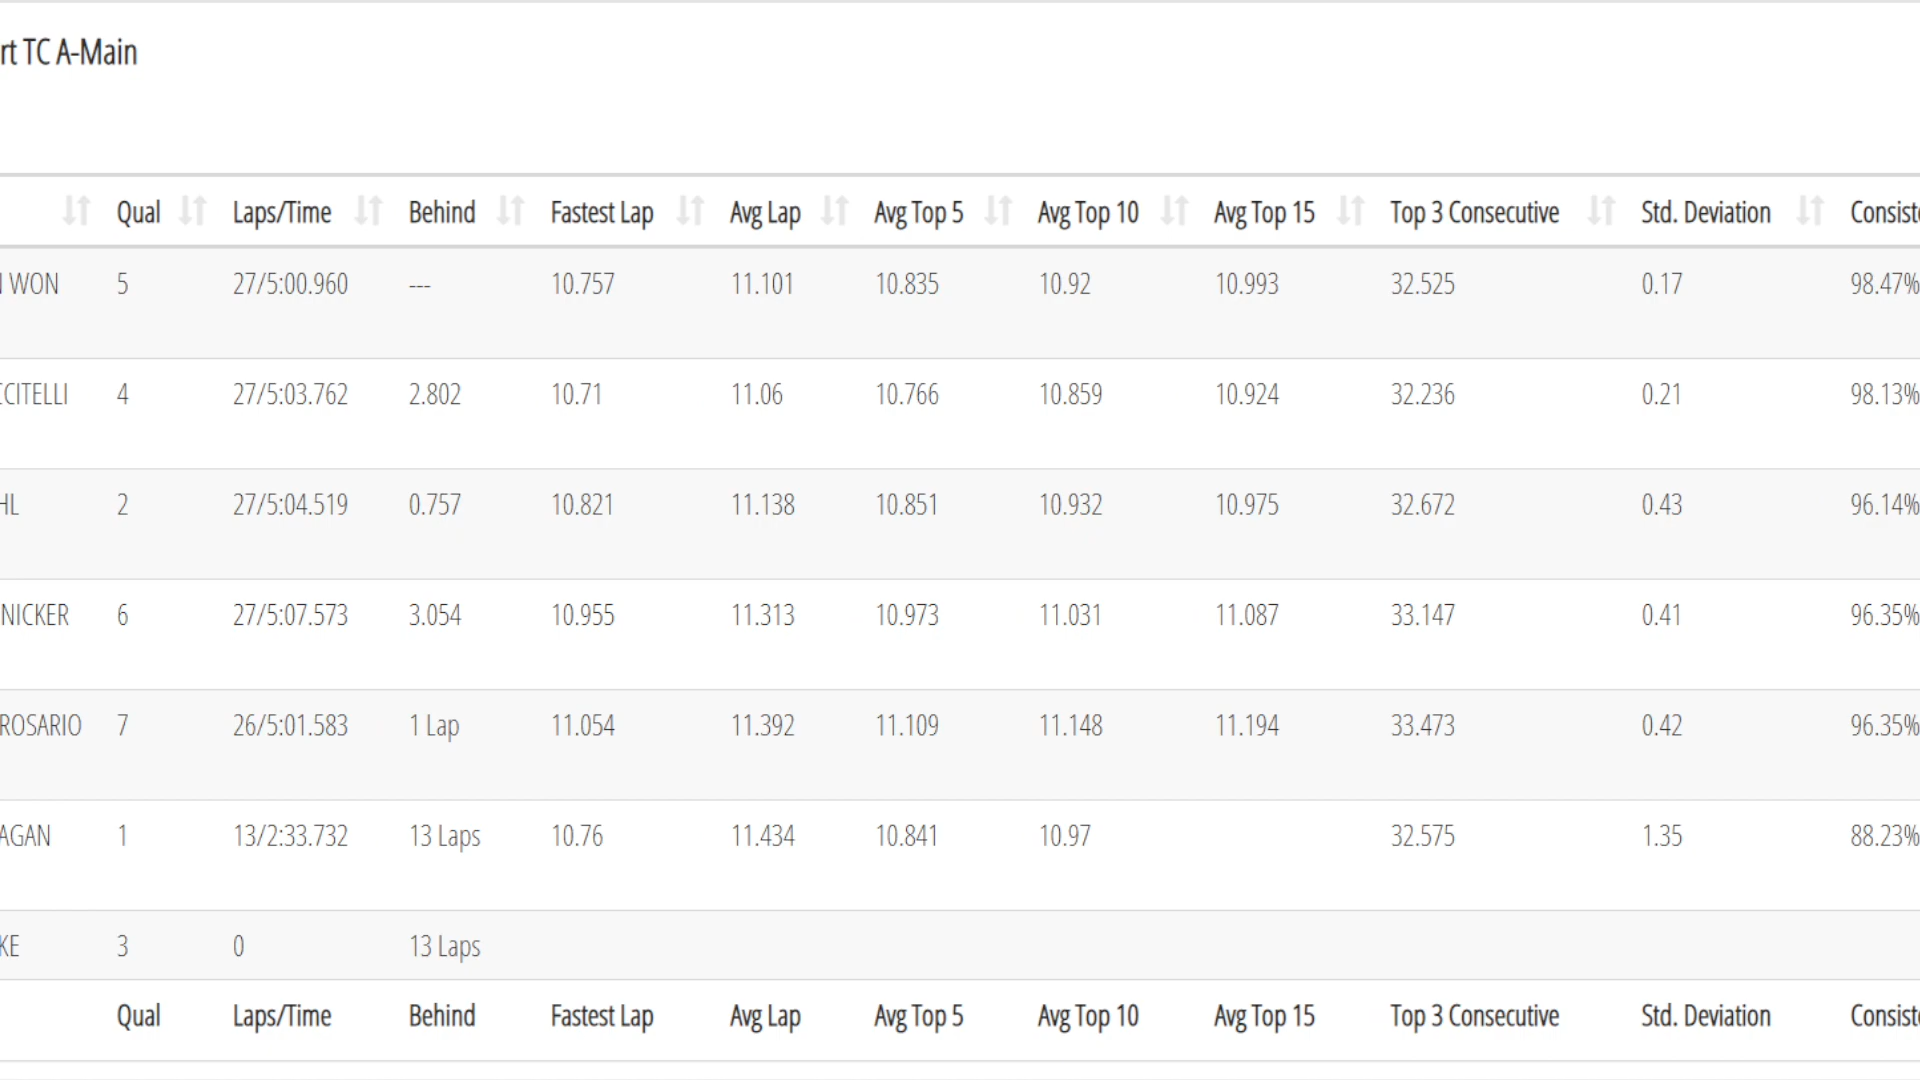 rt TC A-Main
Qual Laps/Time Behind Fastest Lap Avg Lap Avg Top 5 Avg Top 10 Avg Top 15 Top 3 Consecutive Std. Deviation Consiste
N WON 5 27/5:00.960 --- 10.757 11.101 10.835 10.92 10.993 32.525 0.17 98.47%
CCITELLI 4 27/5:03.762 2.802 10.71 11.06 10.766 10.859 10.924 32.236 0.21 98.13%
HL 2 27/5:04.519 0.757 10.821 11.138 10.851 10.932 10.975 32.672 0.43 96.14%
NICKER 6 27/5:07.573 3.054 10.955 11.313 10.973 11.031 11.087 33.147 0.41 96.35%
ROSARIO 7 26/5:01.583 1 Lap 11.054 11.392 11.109 11.148 11.194 33.473 0.42 96.35%
AGAN 1 13/2:33.732 13 Laps 10.76 11.434 10.841 10.97 32.575 1.35 88.23%
KE 3 0 13 Laps
Qual Laps/Time Behind Fastest Lap Avg Lap Avg Top 5 Avg Top 10 Avg Top 15 Top 3 Consecutive Std. Deviation Consiste